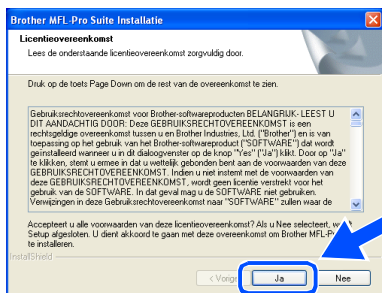 Brother MFL-Pro Suite Installatie
Licentieovereenkomst
Lees de onderstaande licentieovereenkomst zorgvuldig door.
Druk op de toets Page Down om de rest van de overeenkomst te zien.
Gebruiksrechtovereenkomst voor Brother-softwareproducten BELANGRIJK- LEEST U
DIT AANDACHTIG DOOR: Deze GEBRUIKSRECHTOVEREENKOMST is een
rechtsgeldige overeenkomst tussen u en Brother Industries, Ltd. ("Brother") en is van
toepassing op het gebruik van het Brother-softwareproduct ("SOFTWARE") dat wordt
geïnstalleerd wanneer u in dit dialoogvenster op de knop "Yes" ("Ja") klikt. Door op "Ja"
te klikken, stemt u ermee in dat u wettelijk gebonden bent aan de voorwaarden van deze
GEBRUIKSRECHTOVEREENKOMST. Indien u niet instemt met de voorwaarden van
deze GEBRUIKSRECHTOVEREENKOMST, wordt geen licentie verstrekt voor het
gebruik van de SOFTWARE. In dat geval mag u de SOFTWARE niet gebruiken.
Verwijzingen in deze Gebruiksrechtovereenkomst naar "SOFTWARE" zullen waar de
Accepteert u alle voorwaarden van deze licentieovereenkomst? Als u Nee selecteert,
Setup afgesloten. U dient akkoord te gaan met deze overeenkomst om Brother MFL-P
te installeren.
InstallShield
< Vorige
Ja
Nee